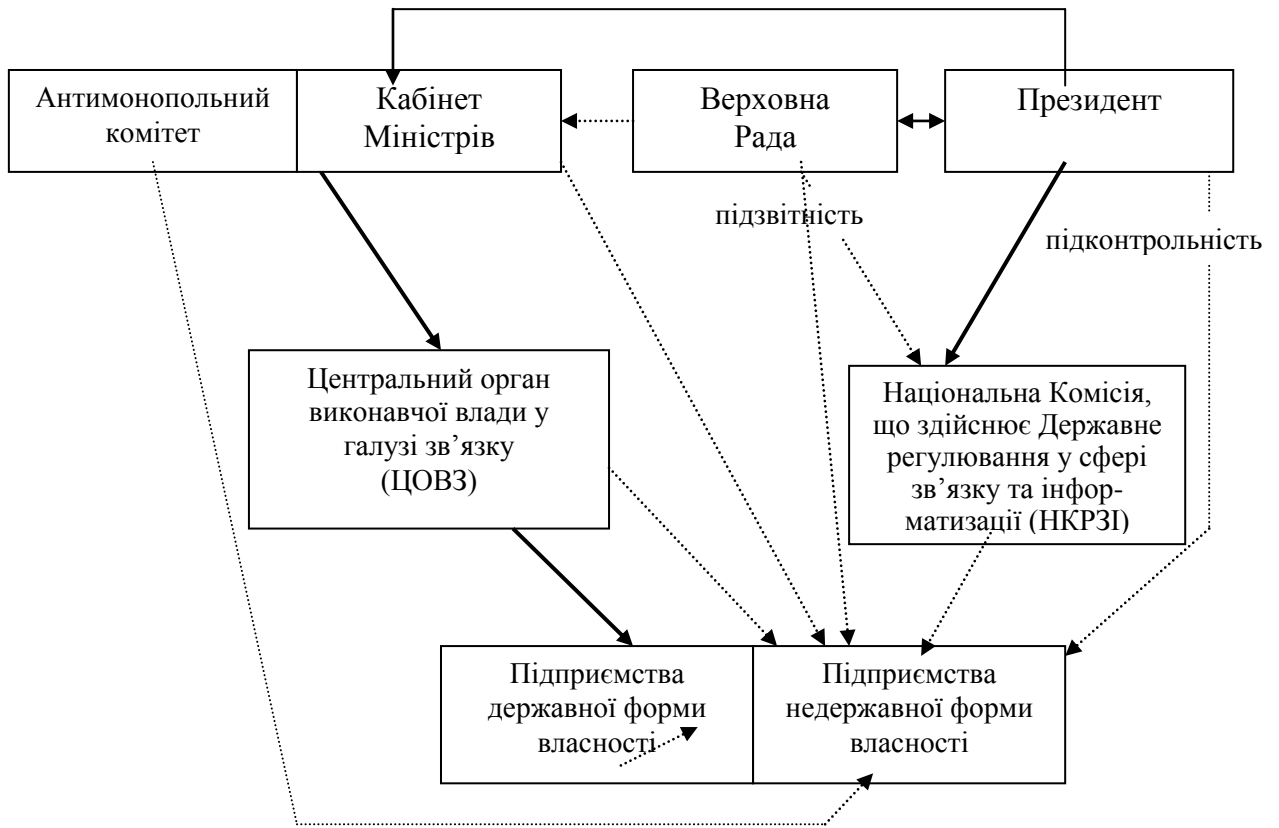 Антимонопольний
комітет
Кабінет
Міністрів
Верховна
Рада
Президент
підзвітність
підконтрольність
Центральний орган
виконавчої влади у
галузі зв’язку
(ЦОВЗ)
Національна Комісія,
що здійснює Державне
регулювання у сфері
зв’язку та інфор-
матизації (НКРЗІ)
Підприємства
державної форми
власності
Підприємства
недержавної форми
власності